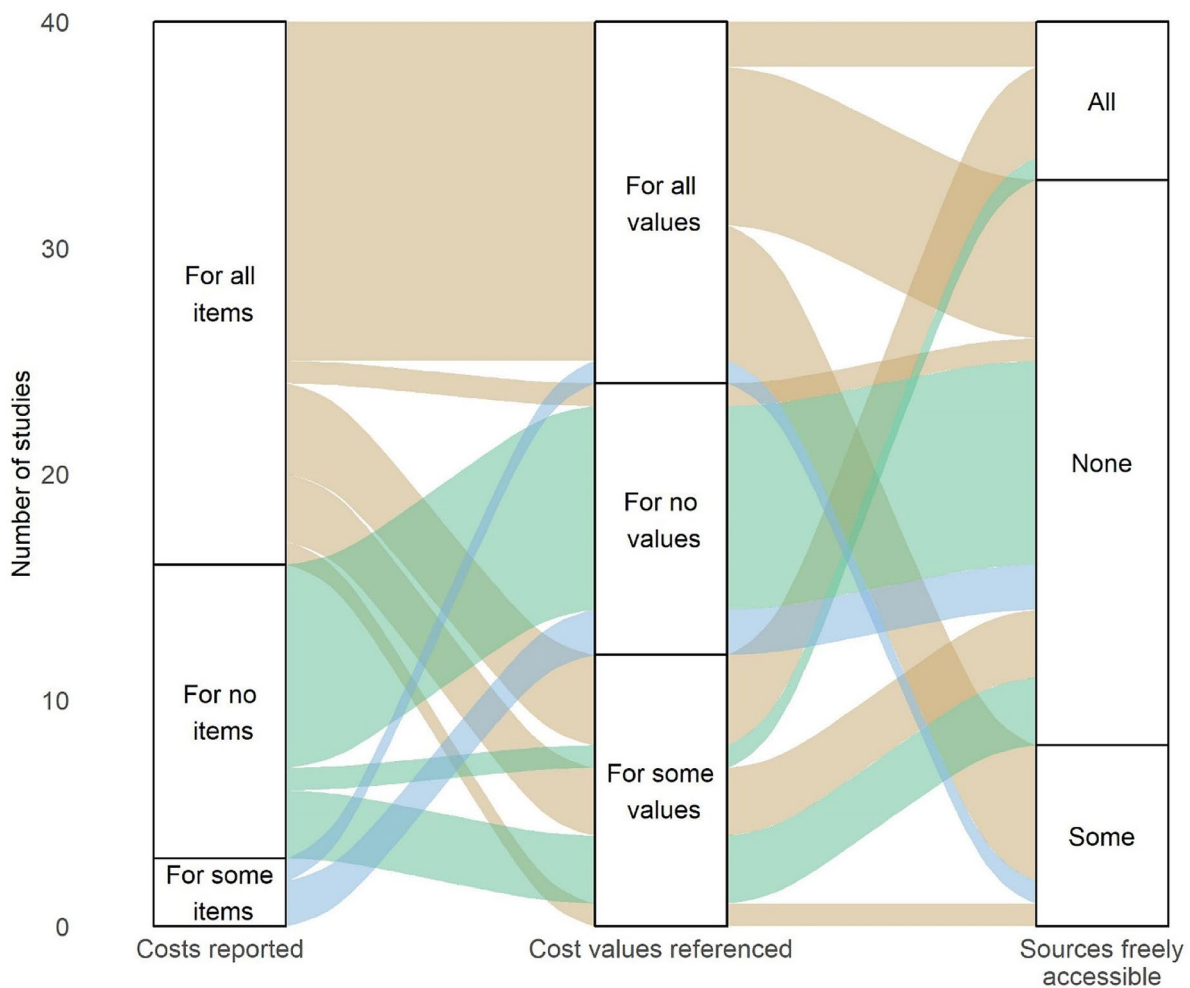 40
30
20
10
0
Number of studies
For all
items
For no
items
For some
items
For all
values
For no
values
For some
values
All
None
Some
Costs reported
Cost values referenced
Sources freely
accessible